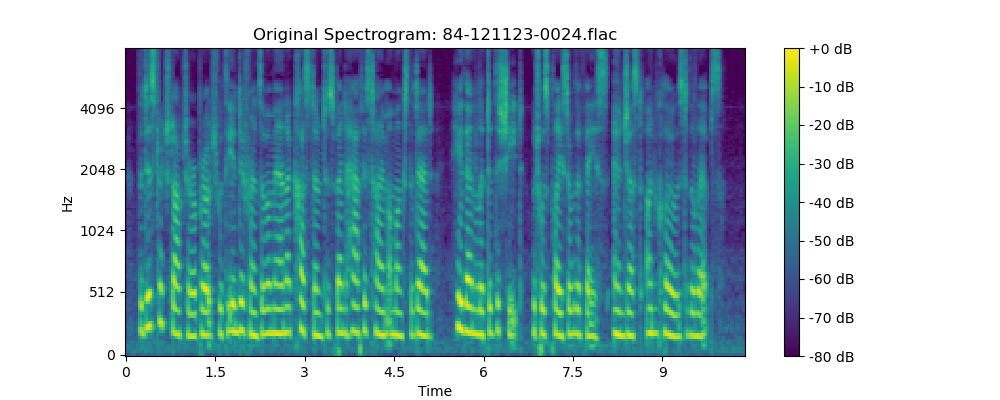 Original Spectrogram: 84-121123-0024.flac
Hz
4096
2048
1024
512
0
0 1.5 3 4.5 6 7.5 9
Time
+0 dB
-10 dB
-20 dB
-30 dB
-40 dB
-50 dB
-60 dB
-70 dB
-80 dB